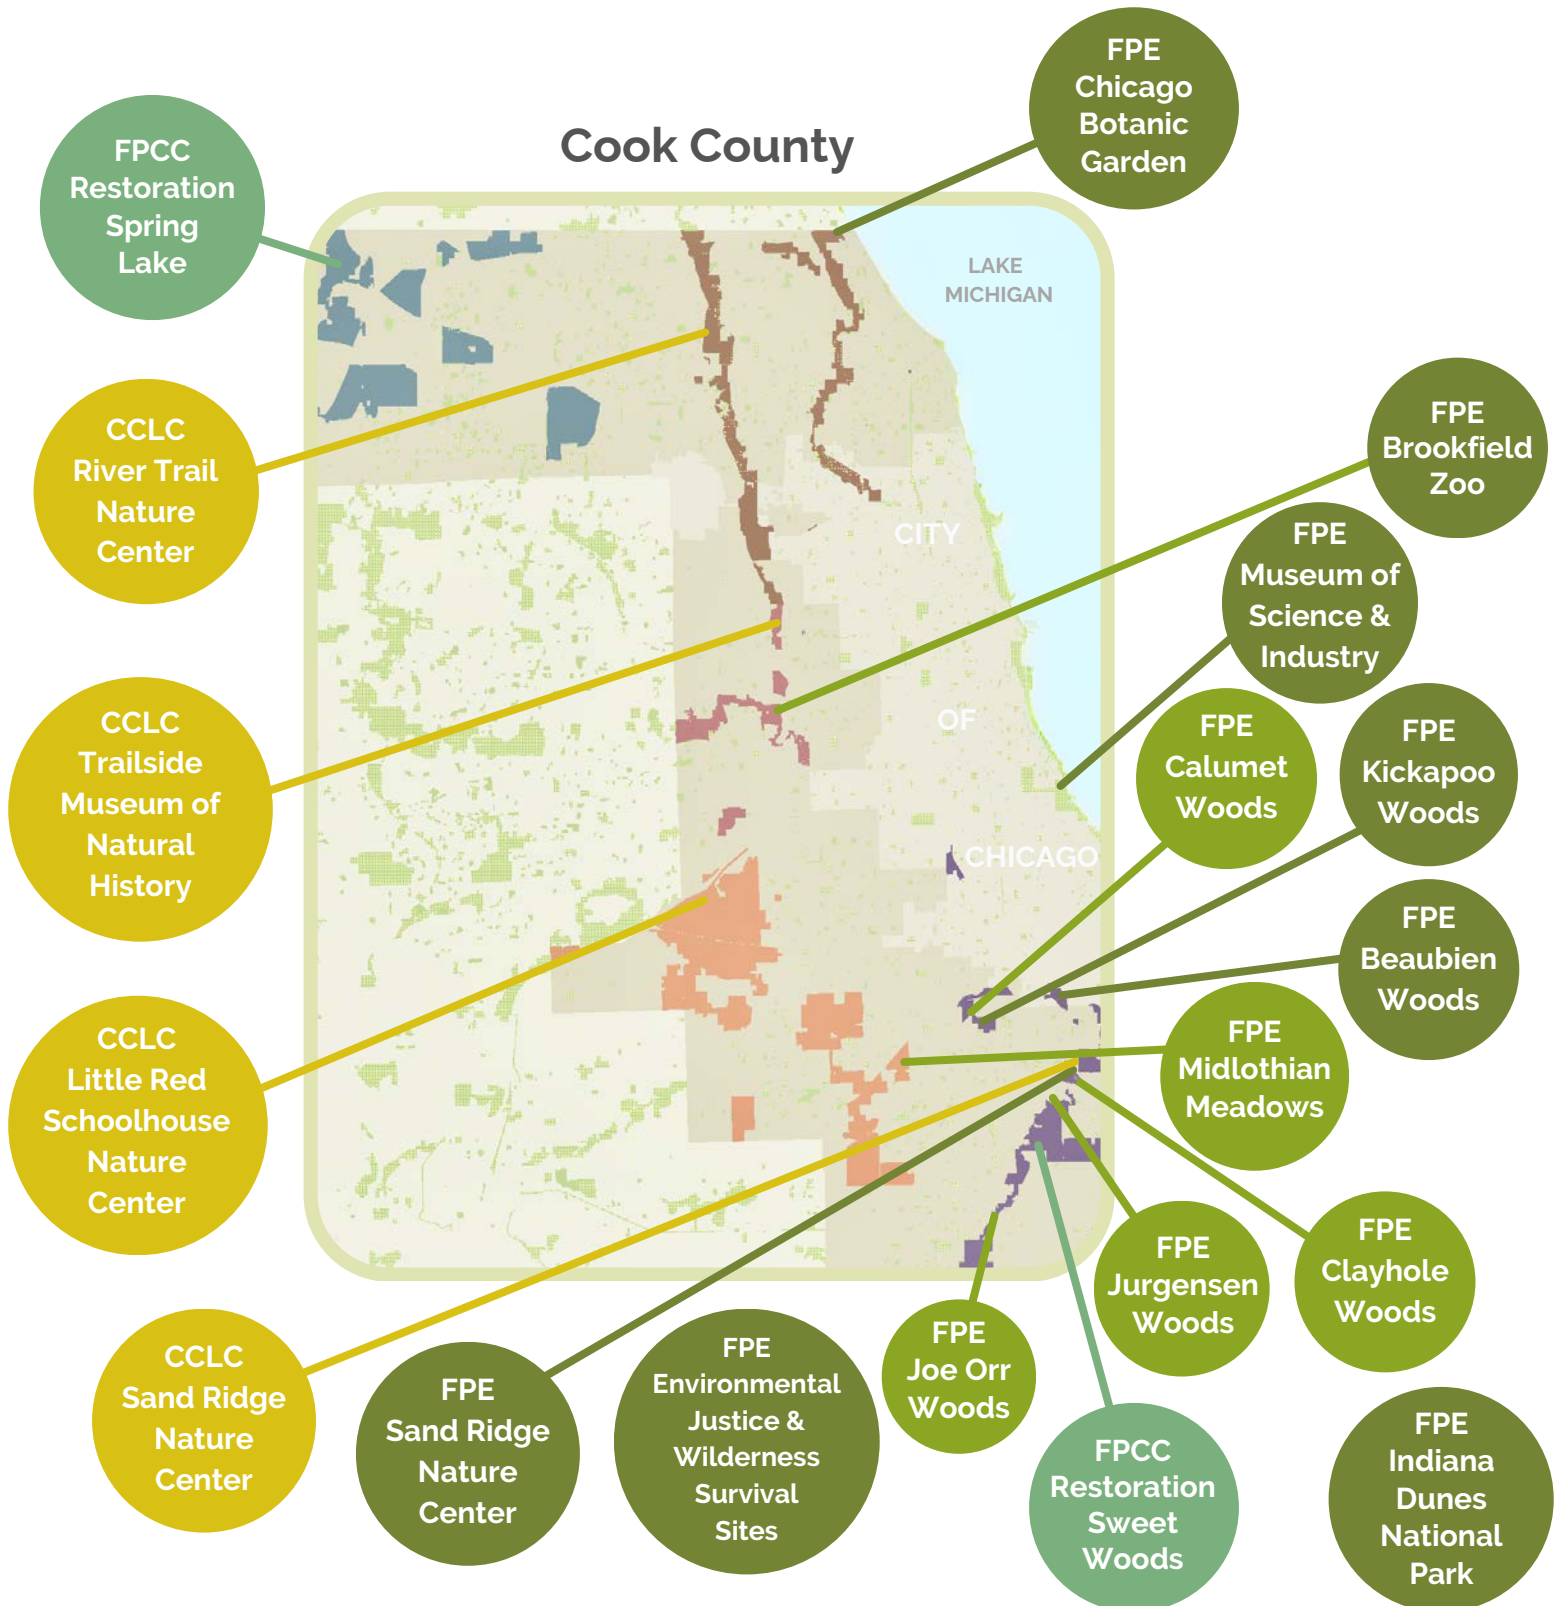 FPE
Chicago
Botanic
Garden
Cook County
FPCC
Restoration
Spring
Lake
LAKE
MICHIGAN
CCLC
River Trail
Nature
Center
FPE
Brookfield
Zoo
CITY
FPE
Museum of
Science &
Industry
CCLC
Trailside
Museum of
Natural
History
OF
FPE
Calumet
Woods
FPE
Kickapoo
Woods
CHICAGO
FPE
Beaubien
Woods
CCLC
Little Red
Schoolhouse
Nature
Center
FPE
Midlothian
Meadows
FPE
Jurgensen
Woods
FPE
Clayhole
Woods
CCLC
Sand Ridge
Nature
Center
FPE
Sand Ridge
Nature
Center
FPE
Environmental
Justice &
Wilderness
Survival
Sites
FPE
Joe Orr
Woods
FPCC
Restoration
Sweet
Woods
FPE
Indiana
Dunes
National
Park